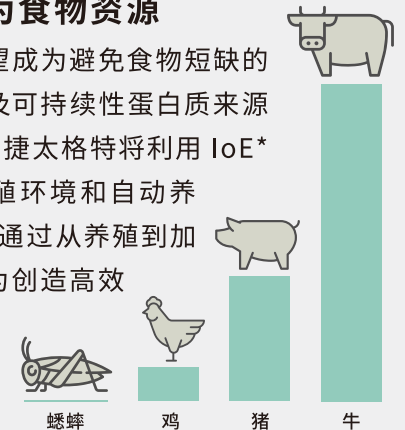 为食物资源
望成为避免食物短缺的
及可持续性蛋白质来源
捷太格特将利用 IoE*
殖环境和自动养
通过从养殖到加
为创造高效
蟋蟀
鸡
猪
牛